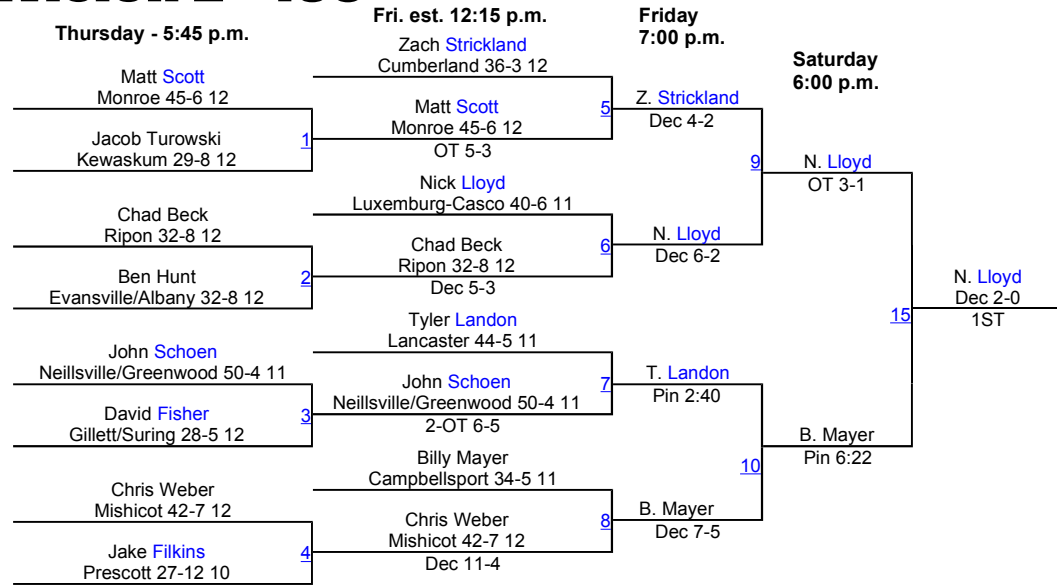 Thursday - 5:45 p.m.
Fri. est. 12:15 p.m.
Friday
7:00 p.m.
Saturday
6:00 p.m.
Matt Scott
Monroe 45-6 12
Jacob Turowski
Kewaskum 29-8 12
1
Chad Beck
Ripon 32-8 12
Ben Hunt
Evansville/Albany 32-8 12
2
John Schoen
Neillsville/Greenwood 50-4 11
David Fisher
Gillett/Suring 28-5 12
3
Chris Weber
Mishicot 42-7 12
Jake Filkins
Prescott 27-12 10
4
Zach Strickland
Cumberland 36-3 12
Matt Scott
Monroe 45-6 12
OT 5-3
5
Nick Lloyd
Luxemburg-Casco 40-6 11
Chad Beck
Ripon 32-8 12
Dec 5-3
6
Tyler Landon
Lancaster 44-5 11
John Schoen
Neillsville/Greenwood 50-4 11
2-OT 6-5
7
Billy Mayer
Campbellsport 34-5 11
Chris Weber
Mishicot 42-7 12
Dec 11-4
8
Z. Strickland
Dec 4-2
N. Lloyd
Dec 6-2
9
T. Landon
Pin 2:40
B. Mayer
Dec 7-5
10
N. Lloyd
OT 3-1
B. Mayer
Pin 6:22
15
N. Lloyd
Dec 2-0
1ST